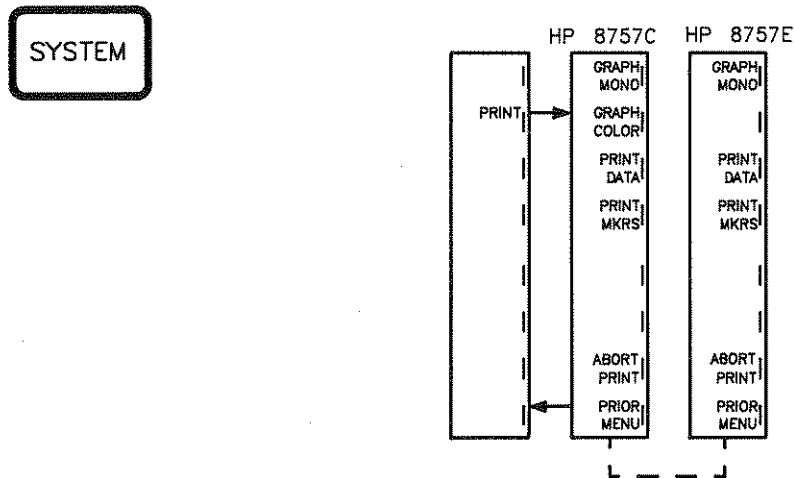 SYSTEM
HP 8757C
HP 8757E
PRINT
GRAPH
MONO
GRAPH
COLOR
PRINT
DATA
PRINT
MKRS
ABORT
PRINT
PRIOR
MENU
GRAPH
MONO
PRINT
DATA
PRINT
MKRS
ABORT
PRINT
PRIOR
MENU